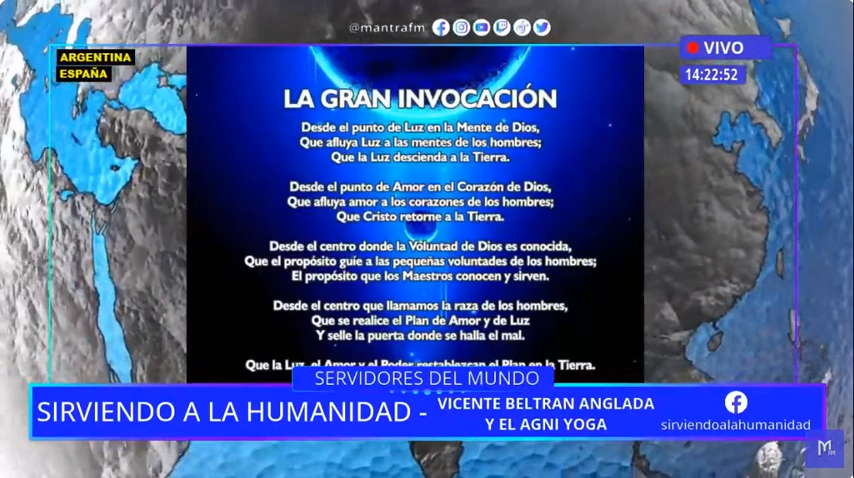 @mantrafm
ARGENTINA
ESPAÑA
VIVO
14:22:52
LA GRAN INVOCACIÓN
Desde el punto de Luz en la Mente de Dios,
Que afluya Luz a las mentes de los hombres;
Que la Luz descienda a la Tierra.
Desde el punto de Amor en el Corazón de Dios,
Que afluya amor a los corazones de los hombres;
Que Cristo retorne a la Tierra.
Desde el centro donde la Voluntad de Dios es conocida,
Que el propósito guíe a las pequeñas voluntades de los hombres;
El propósito que los Maestros conocen y sirven.
Desde el centro que llamamos la raza de los hombres,
Que se realice el Plan de Amor y de Luz
Y selle la puerta donde se halla el mal.
Que la Luz, el Amor y el Poder restablezcan el Plan en la Tierra.
SERVIDORES DEL MUNDO
SIRVIENDO A LA HUMANIDAD -
VICENTE BELTRAN ANGLADA
Y EL AGNI YOGA
sirviendoalahumanidad